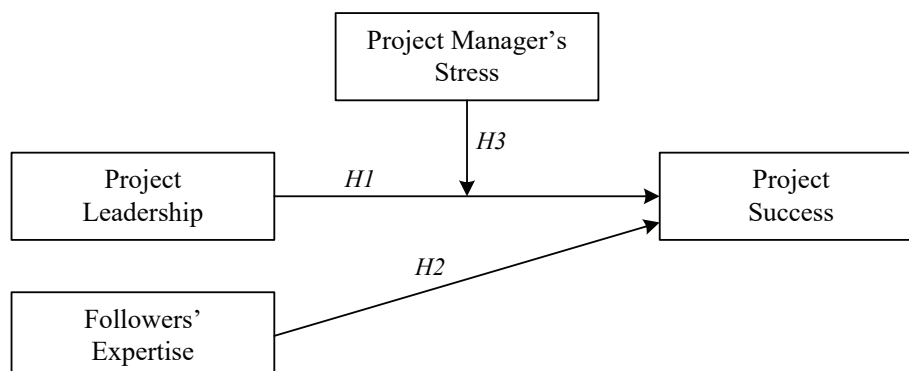 Project Manager’s
Stress
H3
Project
Leadership
H1
Project
Success
H2
Followers’
Expertise